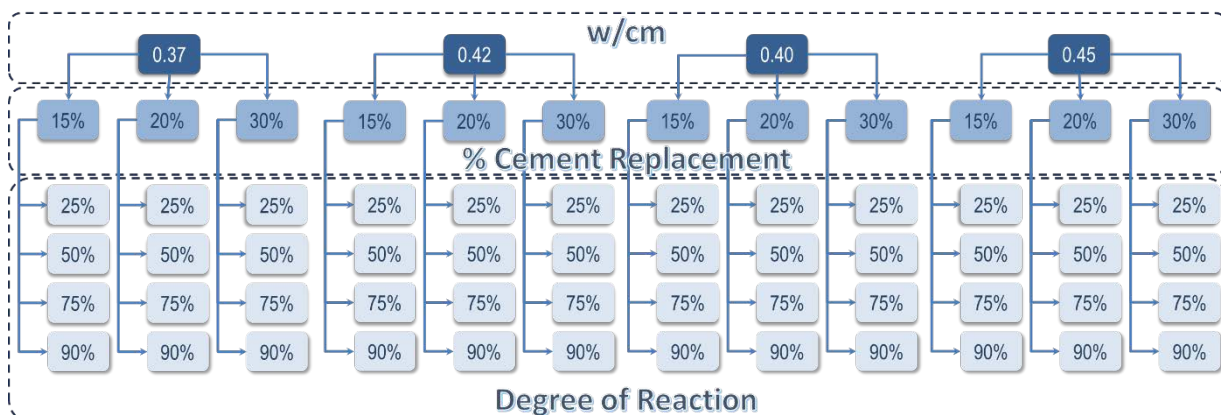 w/cm
0.37 0.42 0.40 0.45
15% 20% 30% 15% 20% 30% 15% 20% 30% 15% 20% 30%
% Cement Replacement
25% 25% 25% 25% 25% 25% 25% 25% 25% 25% 25% 25%
50% 50% 50% 50% 50% 50% 50% 50% 50% 50% 50% 50%
75% 75% 75% 75% 75% 75% 75% 75% 75% 75% 75% 75%
90% 90% 90% 90% 90% 90% 90% 90% 90% 90% 90% 90%
Degree of Reaction